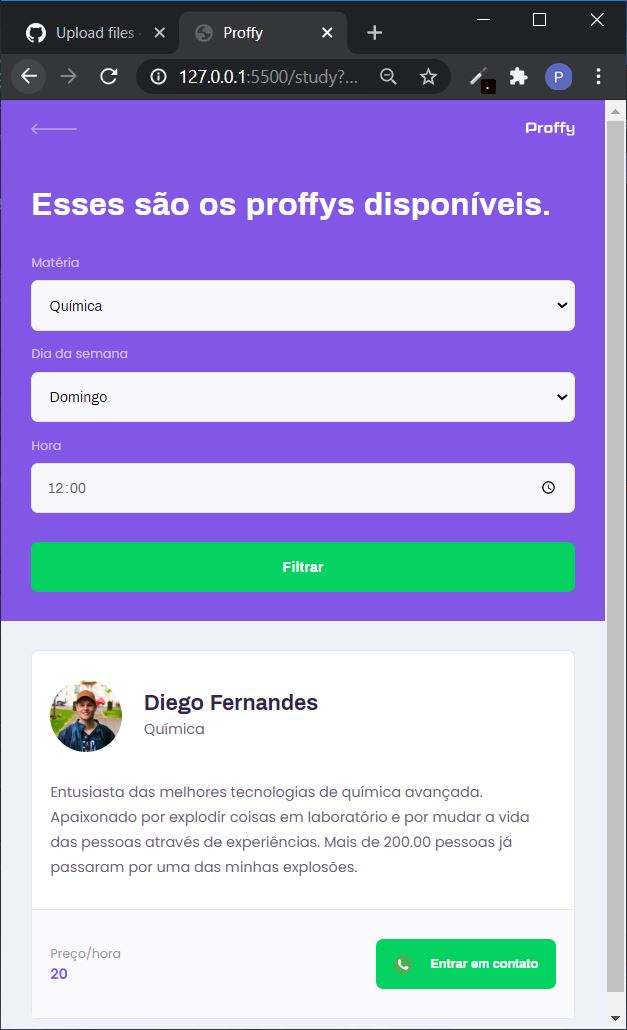 Upload files
Proffy
127.0.0.1:5500/study?...
P
Proffy
Esses são os proffys disponíveis.
Matéria
Química
Dia da semana
Domingo
Hora
12:00
Filtrar
Diego Fernandes
Química
Entusiasta das melhores tecnologias de química avançada.
Apaixonado por explodir coisas em laboratório e por mudar a vida
das pessoas através de experiências. Mais de 200.00 pessoas já
passaram por uma das minhas explosões.
Preço/hora
20
Entrar em contato